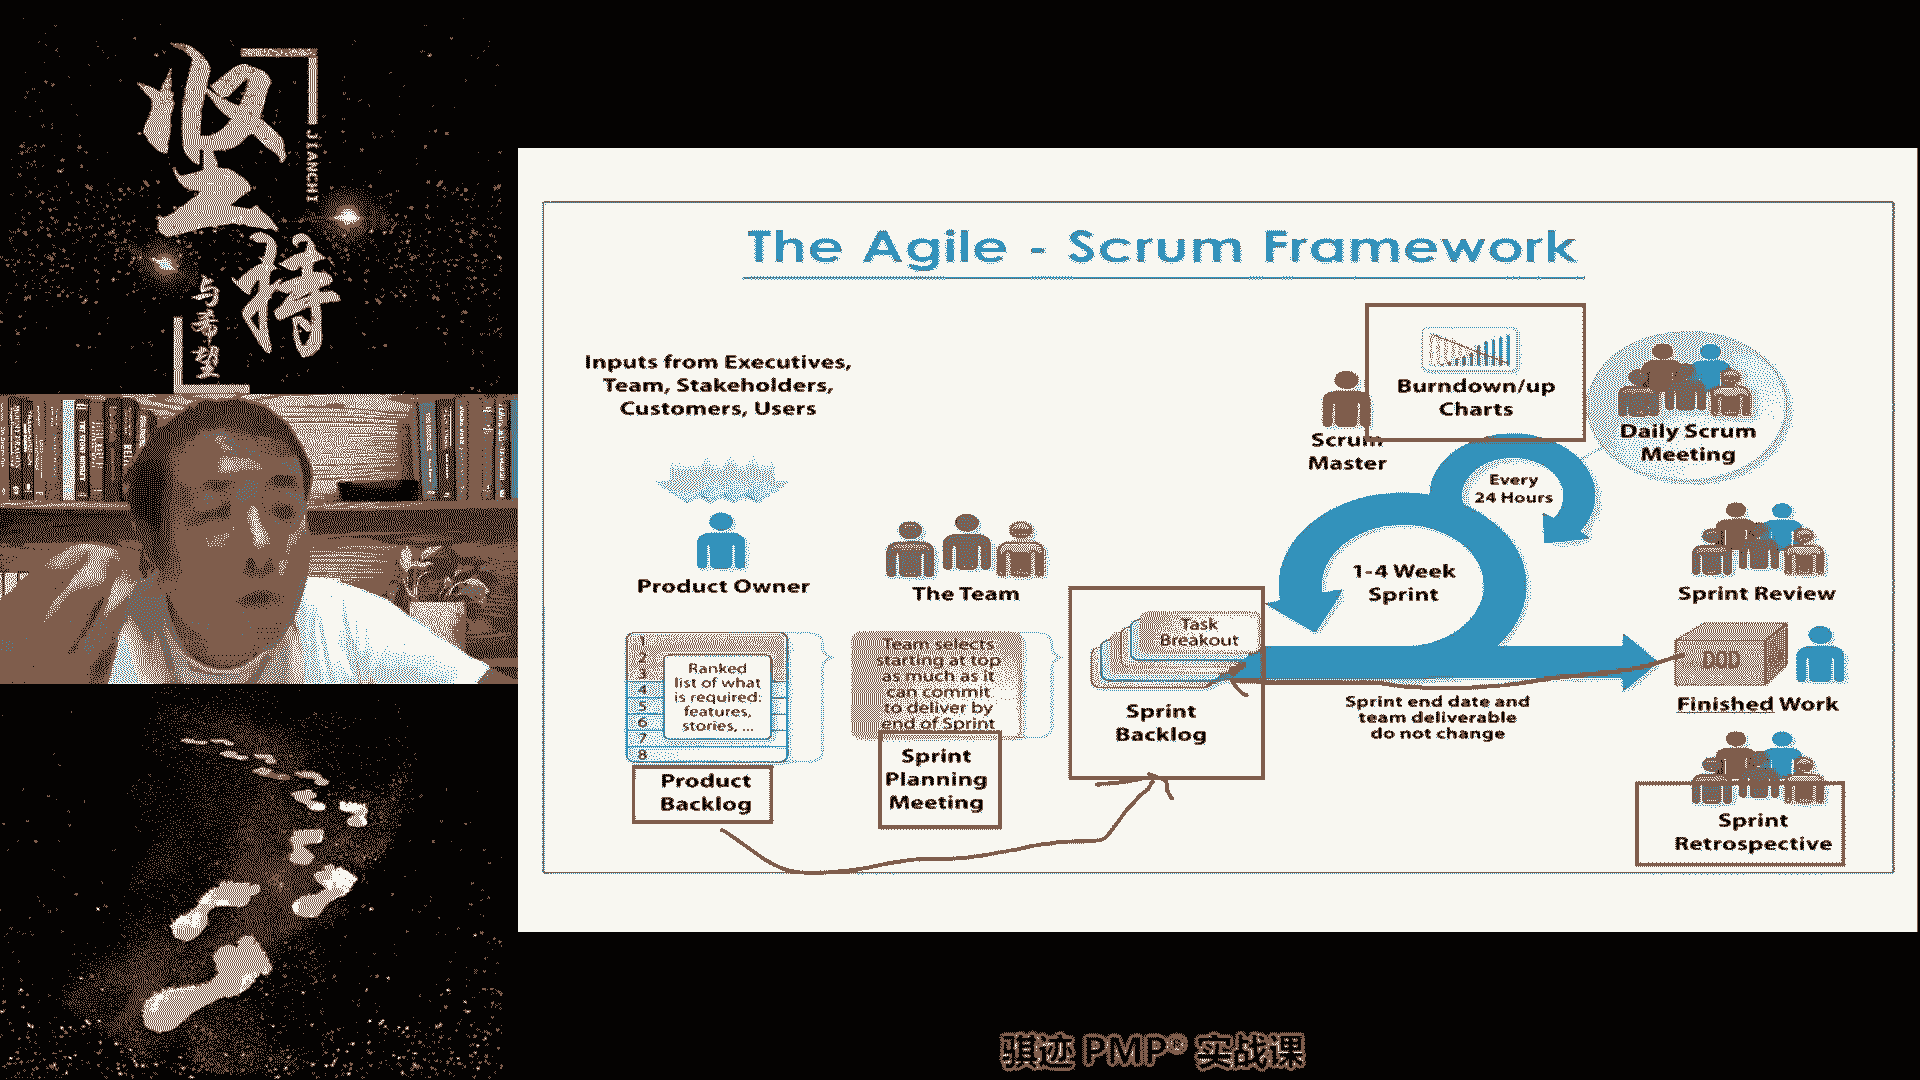 坚持
JIANCHI
与希望
The Agile - Scrum Framework
Inputs from Executives,
Team, Stakeholders,
Customers, Users
Product Owner
The Team
1
2
3
4
5
6
7
8
Ranked
list of what
is required:
features,
stories, ...
Product
Backlog
Team selects
starting at top
as much as it
can commit
to deliver by
end of Sprint
Sprint
Planning
Meeting
Task
Breakout
Sprint
Backlog
Scrum
Master
Burndown/up
Charts
Every
24 Hours
1-4 Week
Sprint
Sprint end date and
team deliverable
do not change
Daily Scrum
Meeting
Sprint Review
DOD
Finished Work
Sprint
Retrospective
骐迹 PMP® 实战课